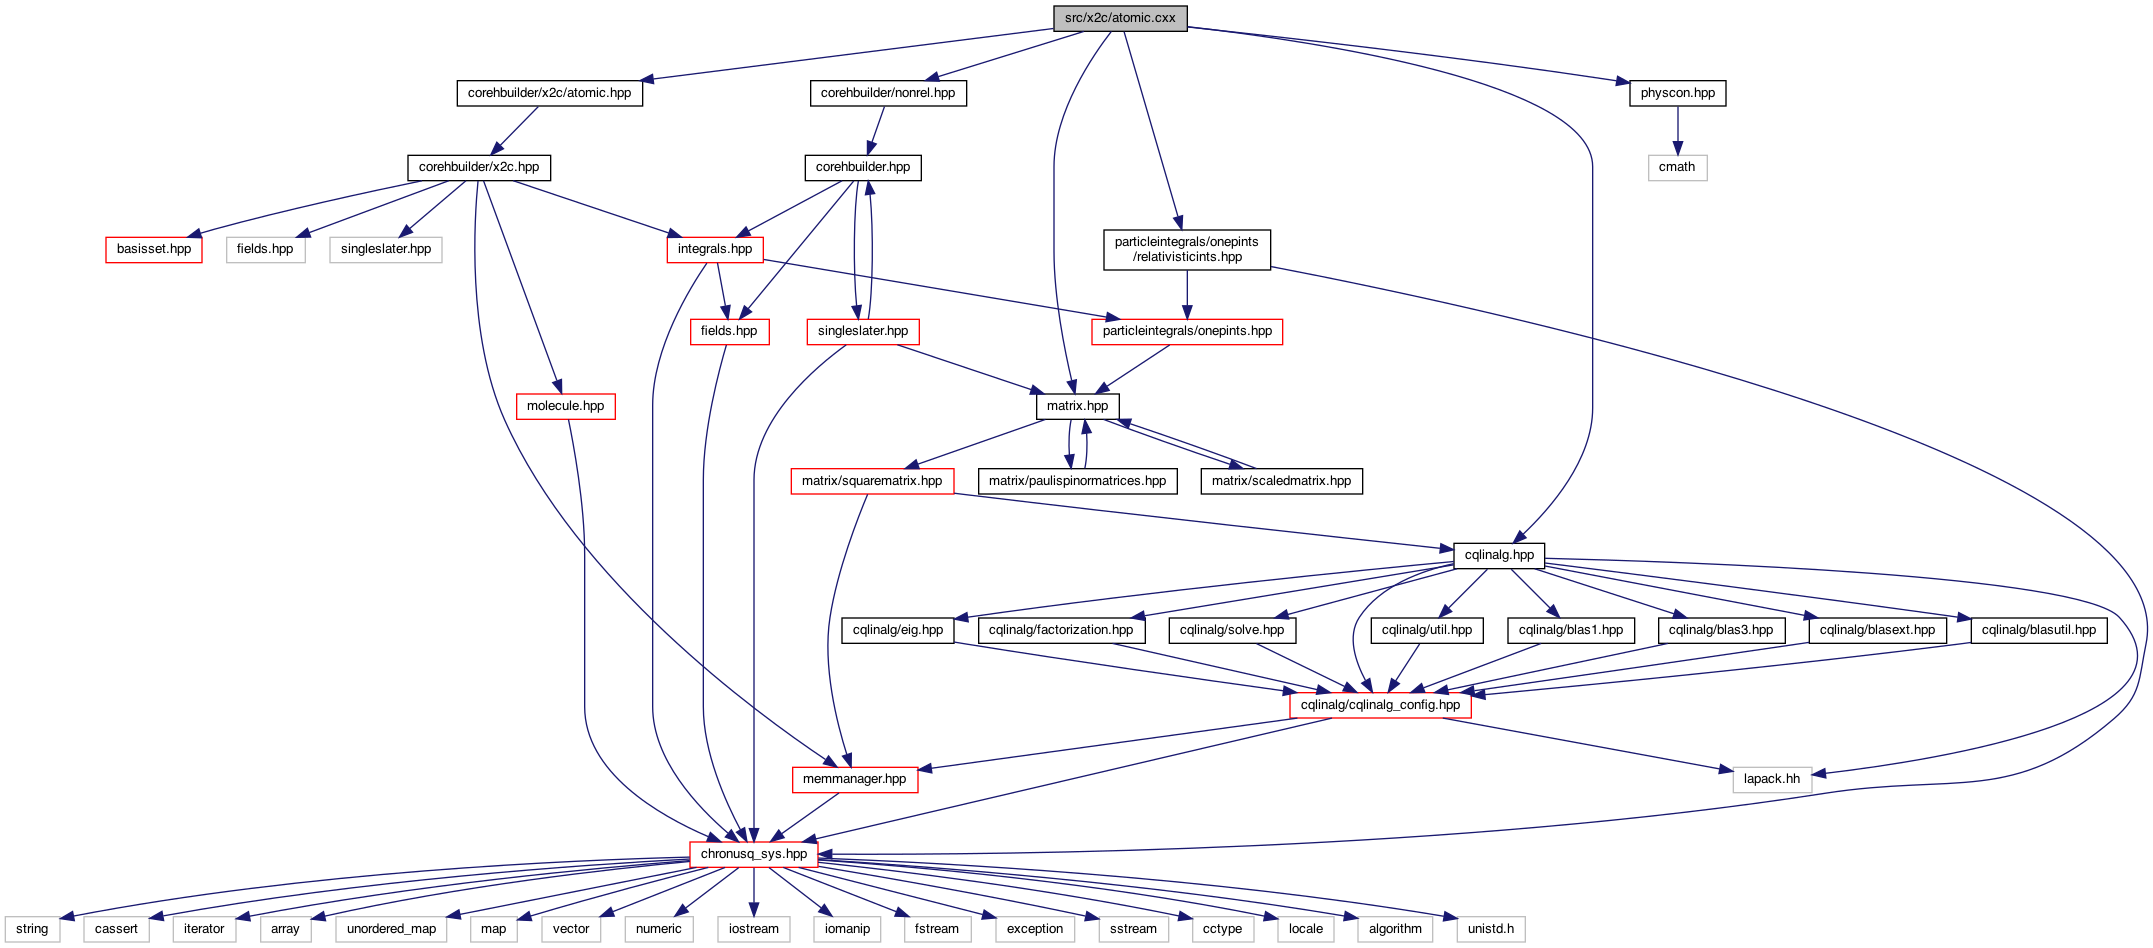 src/x2c/atomic.cxx
corehbuilder/x2c/atomic.hpp
corehbuilder/nonrel.hpp
physcon.hpp
corehbuilder/x2c.hpp
corehbuilder.hpp
cmath
basisset.hpp
fields.hpp
singleslater.hpp
integrals.hpp
particleintegrals/onepints
/relativisticints.hpp
fields.hpp
singleslater.hpp
particleintegrals/onepints.hpp
molecule.hpp
matrix.hpp
matrix/squarematrix.hpp
matrix/paulispinormatrices.hpp
matrix/scaledmatrix.hpp
cqlinalg.hpp
cqlinalg/eig.hpp
cqlinalg/factorization.hpp
cqlinalg/solve.hpp
cqlinalg/util.hpp
cqlinalg/blas1.hpp
cqlinalg/blas3.hpp
cqlinalg/blasext.hpp
cqlinalg/blasutil.hpp
cqlinalg/cqlinalg_config.hpp
memmanager.hpp
lapack.hh
chronusq_sys.hpp
string
cassert
iterator
array
unordered_map
map
vector
numeric
iostream
iomanip
fstream
exception
sstream
cctype
locale
algorithm
unistd.h